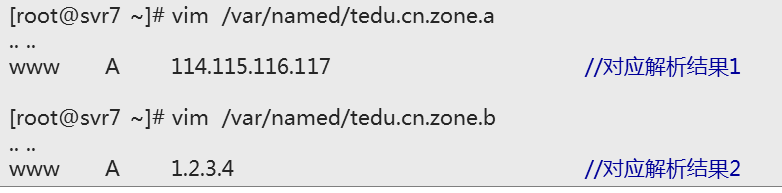 [root@svr7 ~]# vim /var/named/tedu.cn.zone.a
.. ..
www A 114.115.116.117 //对应解析结果1
[root@svr7 ~]# vim /var/named/tedu.cn.zone.b
.. ..
www A 1.2.3.4 //对应解析结果2